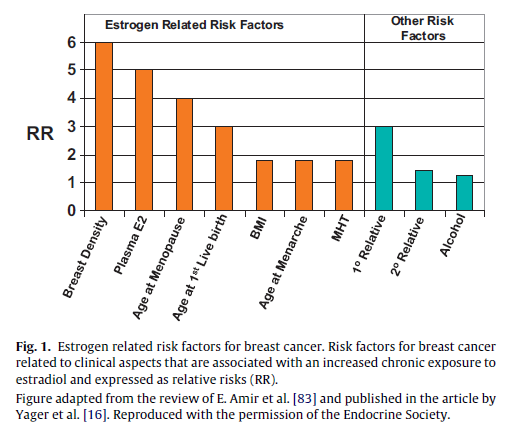 Estrogen Related Risk Factors
Other Risk
Factors
6
5
4
3
2
1
0
RR
Breast Density
Plasma E2
Age at Menopause
Age at 1st Live birth
BMI
Age at Menarche
MHT
1º Relative
2º Relative
Alcohol
Fig. 1. Estrogen related risk factors for breast cancer. Risk factors for breast cancer
related to clinical aspects that are associated with an increased chronic exposure to
estradiol and expressed as relative risks (RR).
Figure adapted from the review of E. Amir et al. [83] and published in the article by
Yager et al. [16]. Reproduced with the permission of the Endocrine Society.